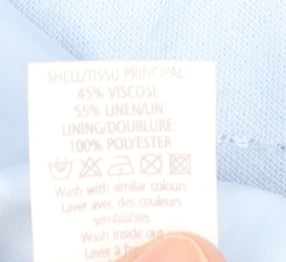 SHELL/TISSU PRINCIPAL:
45% VISCOSE
55% LINEN/LIN
LINING/DOUBLURE:
100% POLYESTER
Wash with similar colours
Laver avec des couleurs
semblables
Wash inside out
Laver à